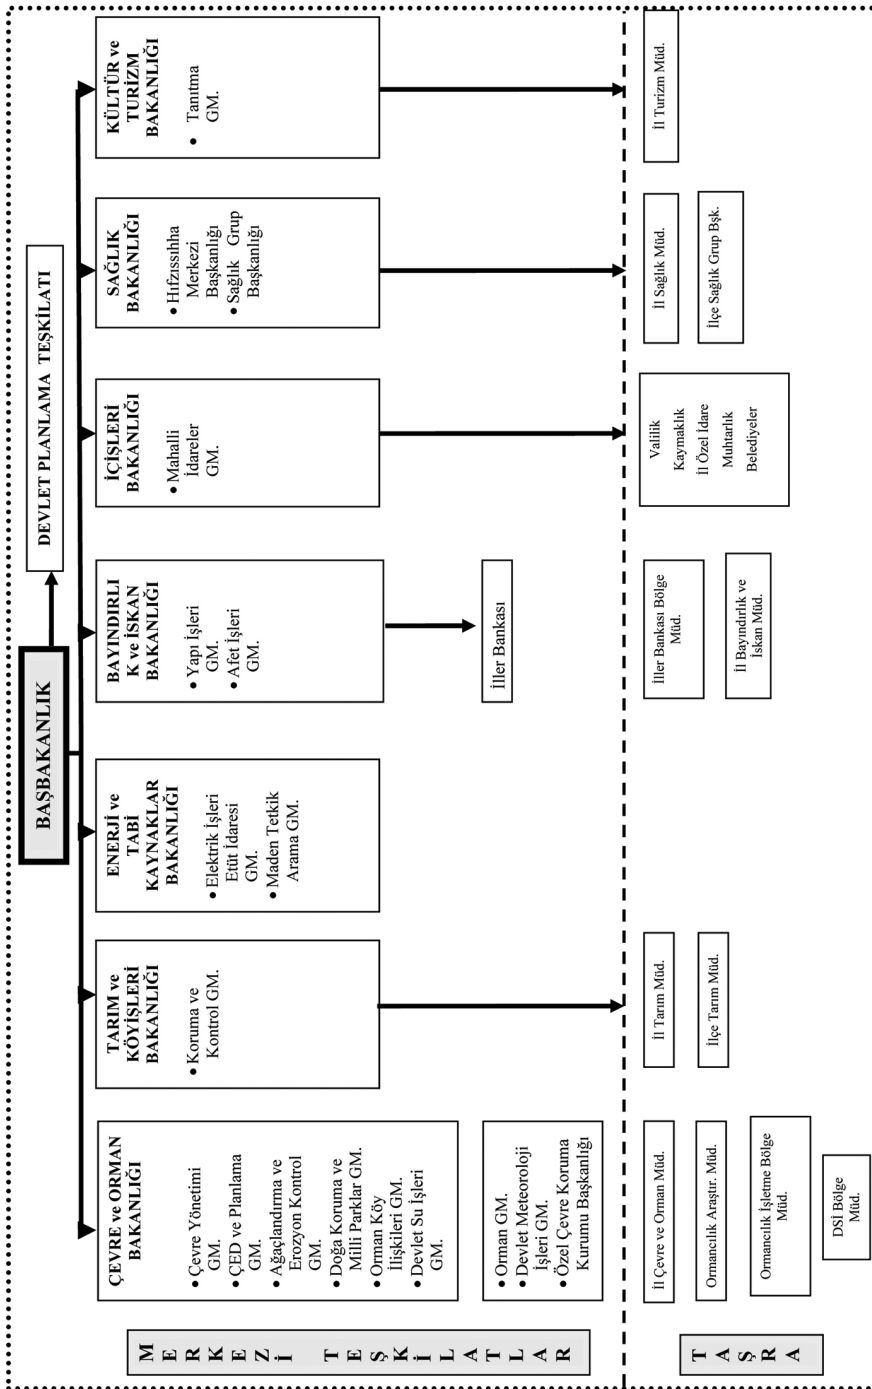 BAŞBAKANLIK
DEVLET PLANLAMA TEŞKİLATI
MERKEZİ TEŞKİLATLAR
ÇEVRE ve ORMAN
BAKANLIĞI
• Çevre Yönetimi
GM.
• ÇED ve Planlama
GM.
• Ağaçlandırma ve
Erozyon Kontrol
GM.
• Doğa Koruma ve
Milli Parklar GM.
• Orman Köy
İlişkileri GM.
• Devlet Su İşleri
GM.
• Orman GM.
• Devlet Meteoroloji
İşleri GM.
• Özel Çevre Koruma
Kurumu Başkanlığı
TARIM ve
KÖYİŞLERİ
BAKANLIĞI
• Koruma ve
Kontrol GM.
ENERJİ ve
TABİ
KAYNAKLAR
BAKANLIĞI
• Elektrik İşleri
Etüt İdaresi
GM.
• Maden Tetkik
Arama GM.
BAYINDIRLI
K ve İSKAN
BAKANLIĞI
• Yapı İşleri
GM.
• Afet İşleri
GM.
İller Bankası
İÇİŞLERİ
BAKANLIĞI
• Mahalli
İdareler
GM.
SAĞLIK
BAKANLIĞI
• Hıfzıssıhha
Merkezi
Başkanlığı
• Sağlık Grup
Başkanlığı
KÜLTÜR ve
TURİZM
BAKANLIĞI
• Tanıtma
GM.
TAŞRA
İl Çevre ve Orman Müd.
Ormancılık Araştır. Müd.
Ormancılık İşletme Bölge
Müd.
DSİ Bölge
Müd.
İl Tarım Müd.
İlçe Tarım Müd.
İller Bankası Bölge
Müd.
İl Bayındırlık ve
İskan Müd.
Valilik
Kaymaklık
İl Özel İdare
Muhtarlık
Belediyeler
İl Sağlık Müd.
İlçe Sağlık Grup Bşk.
İl Turizm Müd.